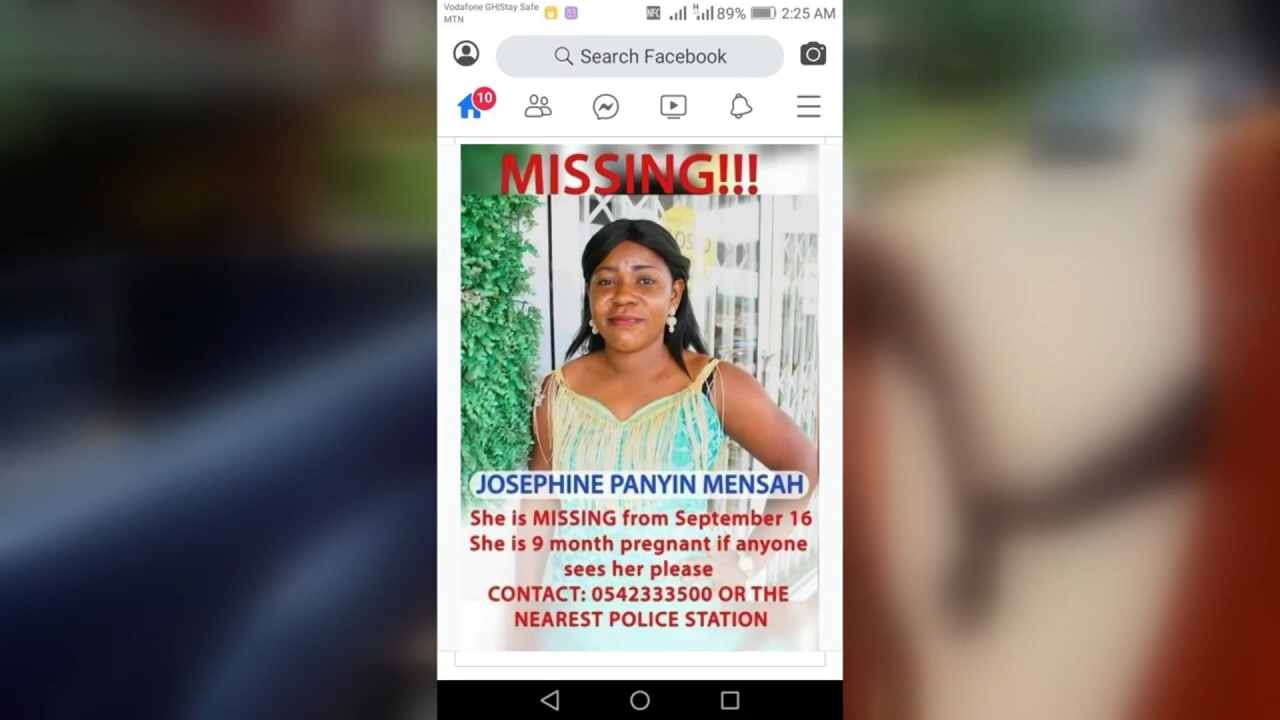 Vodafone GH|Stay Safe
MTN
NFC
H
89%
2:25 AM
Search Facebook
10
MISSING!!!
JOSEPHINE PANYIN MENSAH
She is MISSING from September 16
She is 9 month pregnant if anyone
sees her please
CONTACT: 0542333500 OR THE
NEAREST POLICE STATION